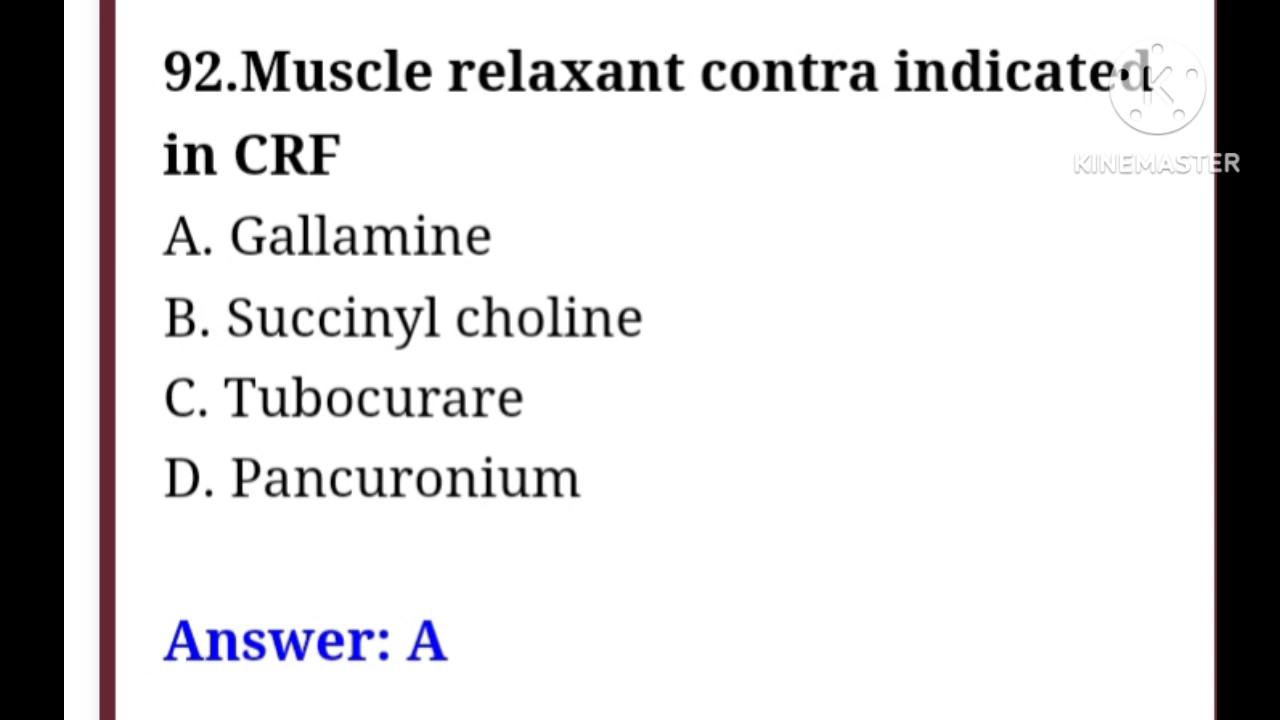 92.Muscle relaxant contra indicated
in CRF
A. Gallamine
B. Succinyl choline
C. Tubocurare
D. Pancuronium
Answer: A
K
KINEMASTER